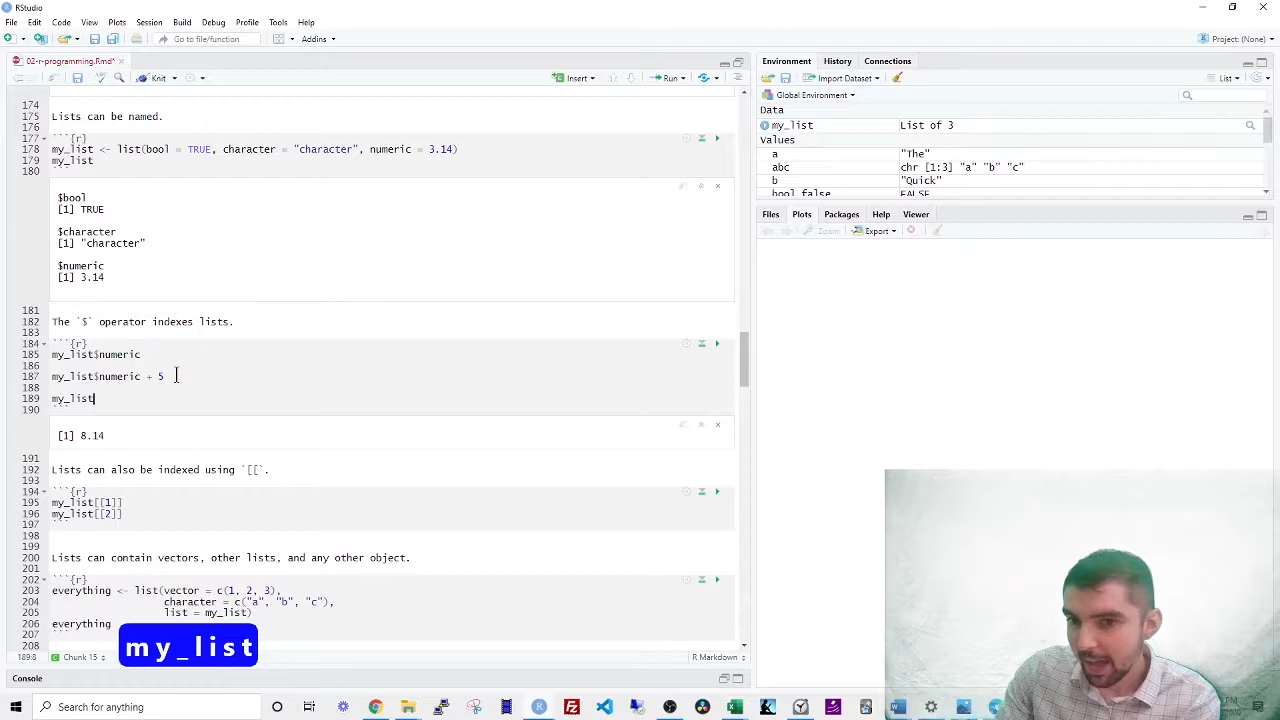 RStudio
File Edit Code View Plots Session Build Debug Profile Tools Help
Go to file/function Addins Project: (None)
02-r-programming.Rmd*
Knit Insert Run
174
175 Lists can be named.
176
177 ```{r}
178 my_list <- list(bool = TRUE, character = "character", numeric = 3.14)
179 my_list
180 ```
$bool
[1] TRUE
$character
[1] "character"
$numeric
[1] 3.14
181
182 The `$` operator indexes lists.
183
184 ```{r}
185 my_list$numeric
186
187 my_list$numeric + 5
188
189 my_list
190 ```
[1] 8.14
191
192 Lists can also be indexed using `[[`.
193
194 ```{r}
195 my_list[[1]]
196 my_list[[2]]
197 ```
198
199
200 Lists can contain vectors, other lists, and any other object.
201
202 ```{r}
203 everything <- list(vector = c(1, 2, 3),
204 character = c("a", "b", "c"),
205 list = my_list)
206 everything
207 ```
208
my_list
189:8 Chunk 15 R Markdown
Console
Environment History Connections
Import Dataset List
Global Environment
Data
my_list List of 3
Values
a "The"
abc chr [1:3] "a" "b" "c"
b "Quick"
bool_false FALSE
Files Plots Packages Help Viewer
Zoom Export
Search for anything